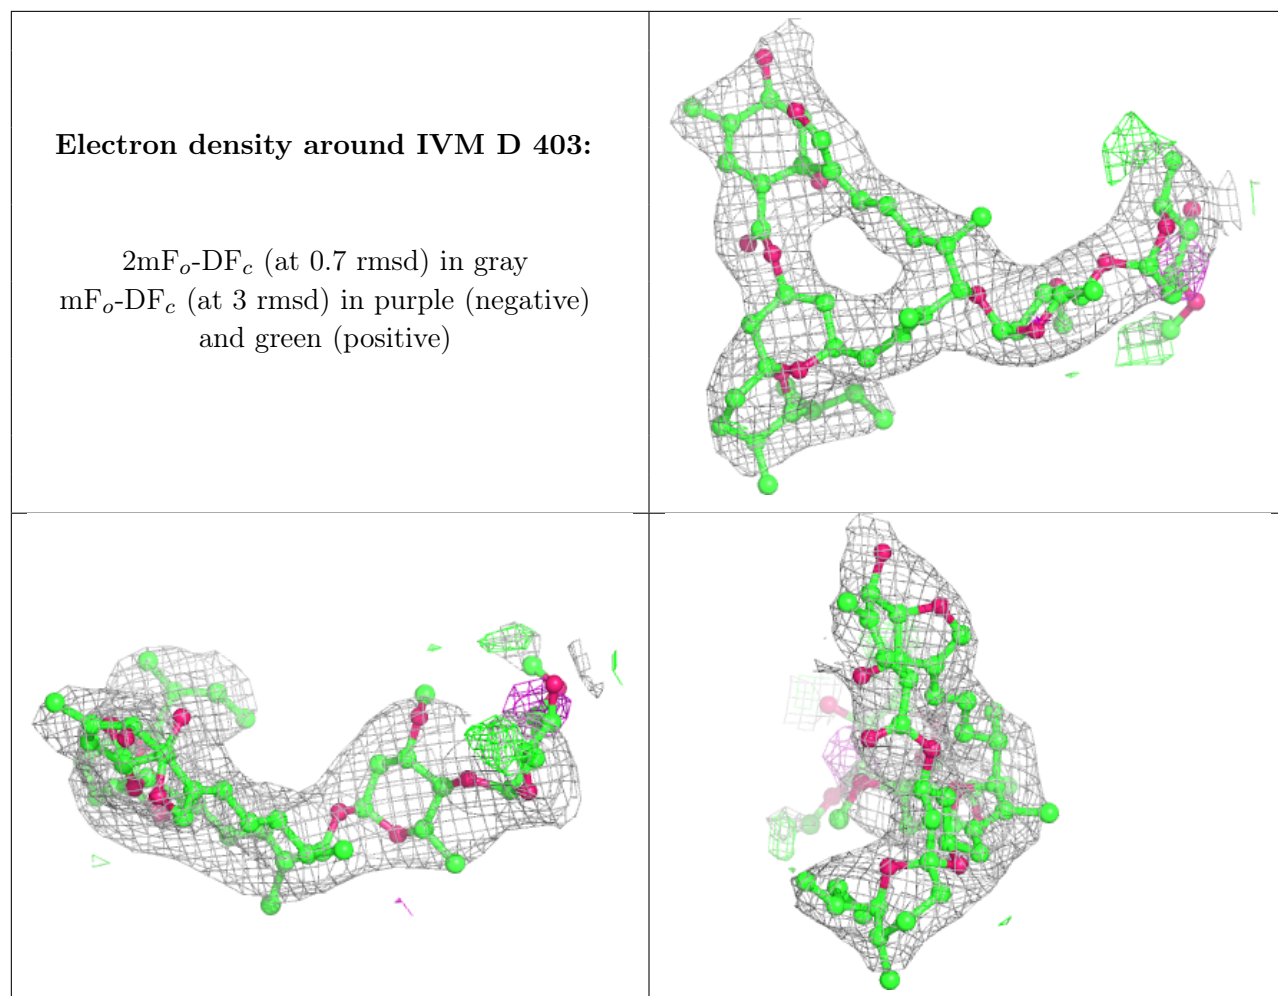 Electron density around IVM D 403:
2mFₒ-DF𝒸 (at 0.7 rmsd) in gray
mFₒ-DF𝒸 (at 3 rmsd) in purple (negative)
and green (positive)